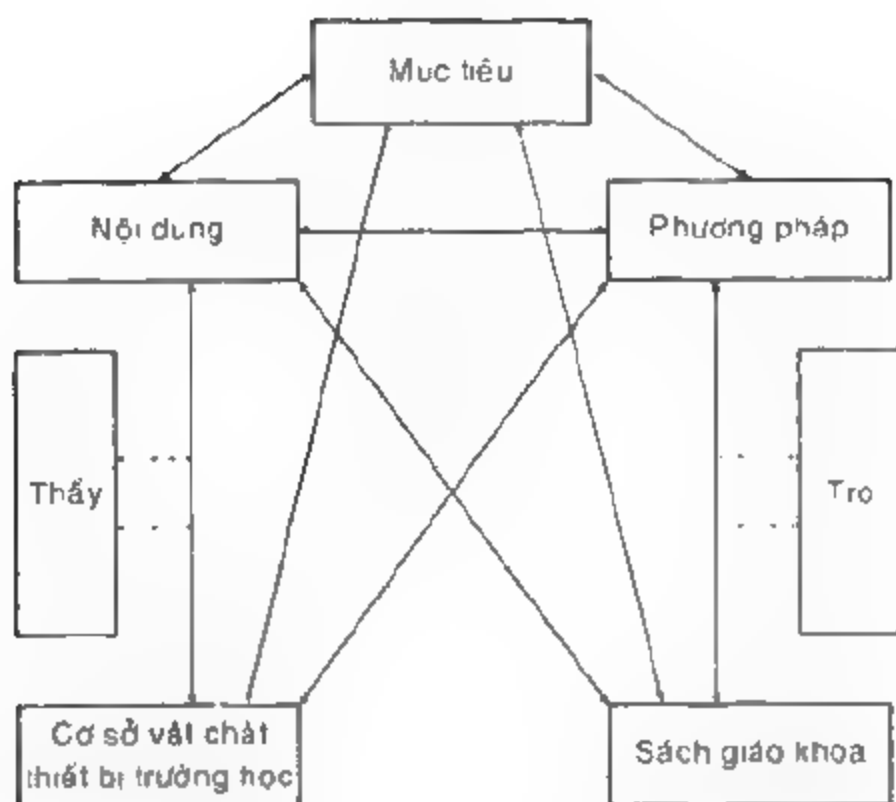 Mục tiêu
Nội dung
Phương pháp
Thầy
Trò
Cơ sở vật chất
thiết bị trường học
Sách giáo khoa